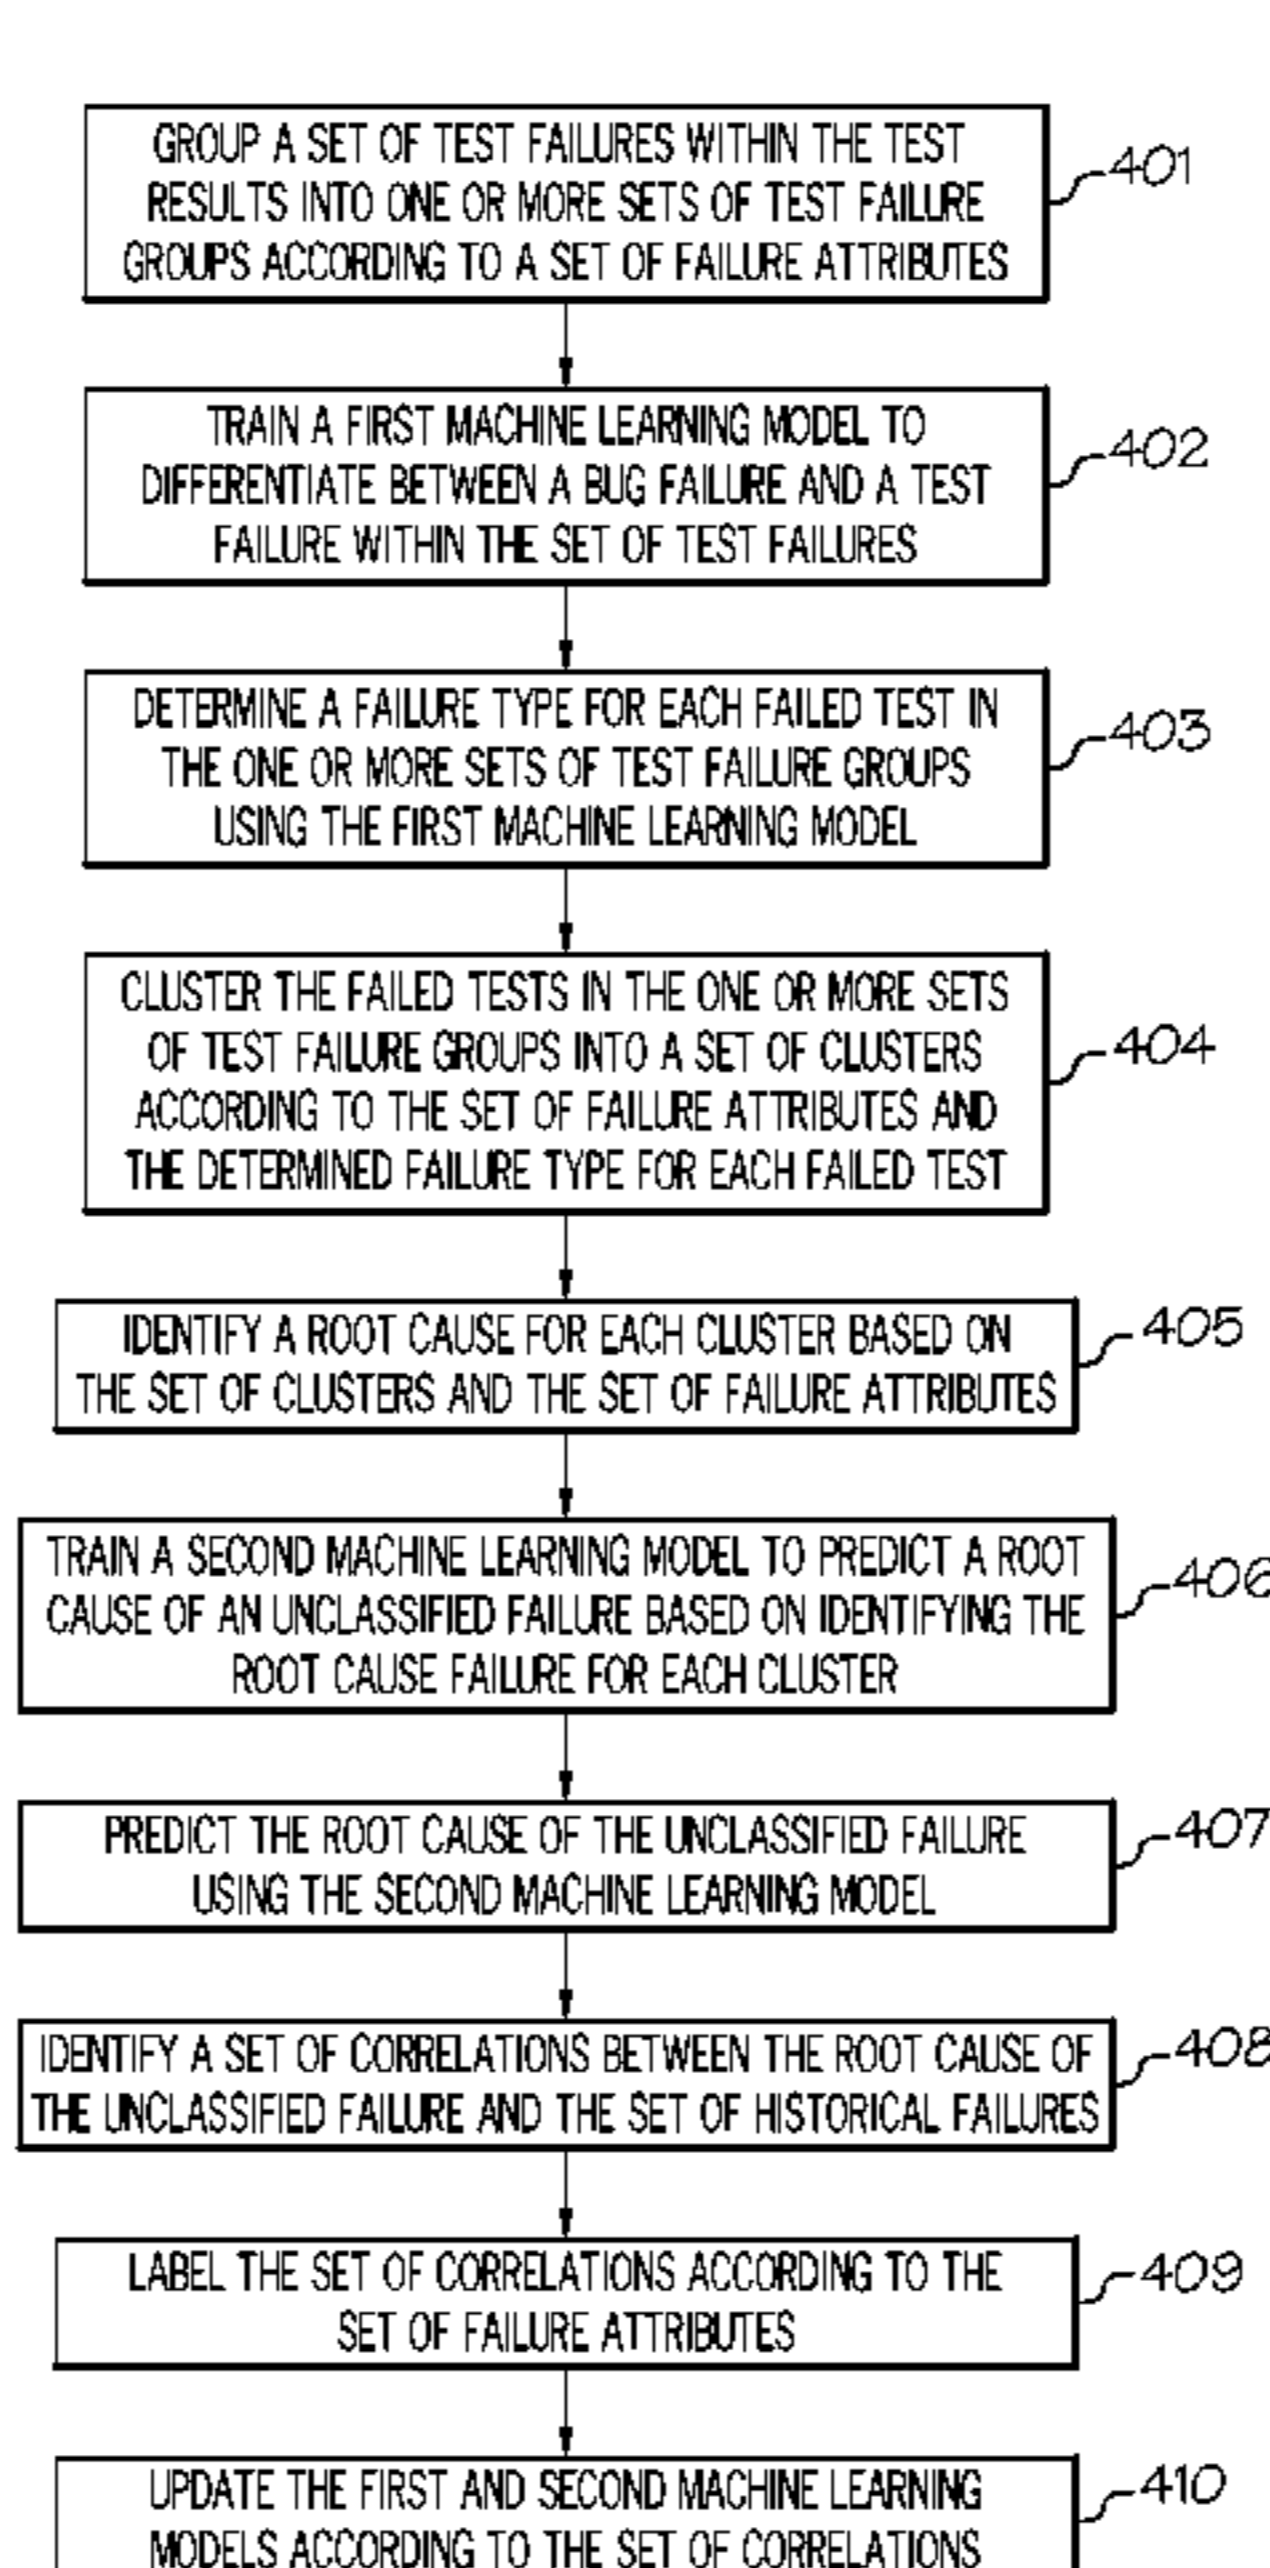 GROUP A SET OF TEST FAILURES WITHIN THE TEST
RESULTS INTO ONE OR MORE SETS OF TEST FAILURE
GROUPS ACCORDING TO A SET OF FAILURE ATTRIBUTES
401
TRAIN A FIRST MACHINE LEARNING MODEL TO
DIFFERENTIATE BETWEEN A BUG FAILURE AND A TEST
FAILURE WITHIN THE SET OF TEST FAILURES
402
DETERMINE A FAILURE TYPE FOR EACH FAILED TEST IN
THE ONE OR MORE SETS OF TEST FAILURE GROUPS
USING THE FIRST MACHINE LEARNING MODEL
403
CLUSTER THE FAILED TESTS IN THE ONE OR MORE SETS
OF TEST FAILURE GROUPS INTO A SET OF CLUSTERS
ACCORDING TO THE SET OF FAILURE ATTRIBUTES AND
THE DETERMINED FAILURE TYPE FOR EACH FAILED TEST
404
IDENTIFY A ROOT CAUSE FOR EACH CLUSTER BASED ON
THE SET OF CLUSTERS AND THE SET OF FAILURE ATTRIBUTES
405
TRAIN A SECOND MACHINE LEARNING MODEL TO PREDICT A ROOT
CAUSE OF AN UNCLASSIFIED FAILURE BASED ON IDENTIFYING THE
ROOT CAUSE FAILURE FOR EACH CLUSTER
406
PREDICT THE ROOT CAUSE OF THE UNCLASSIFIED FAILURE
USING THE SECOND MACHINE LEARNING MODEL
407
IDENTIFY A SET OF CORRELATIONS BETWEEN THE ROOT CAUSE OF
THE UNCLASSIFIED FAILURE AND THE SET OF HISTORICAL FAILURES
408
LABEL THE SET OF CORRELATIONS ACCORDING TO THE
SET OF FAILURE ATTRIBUTES
409
UPDATE THE FIRST AND SECOND MACHINE LEARNING
MODELS ACCORDING TO THE SET OF CORRELATIONS
410